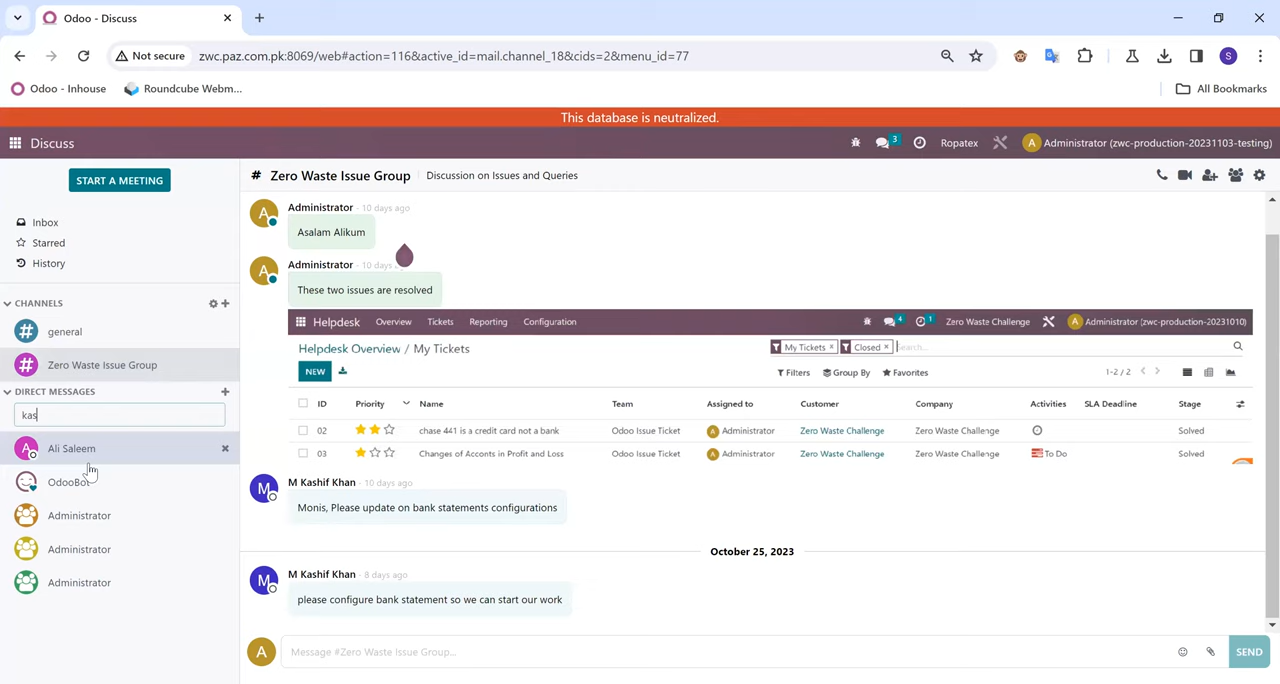 Odoo - Discuss
Not secure
zwc.paz.com.pk:8069/web#action=116&active_id=mail.channel_18&cids=2&menu_id=77
S
Odoo - Inhouse
Roundcube Webm...
All Bookmarks
This database is neutralized.
Discuss
3
Ropatex
A
Administrator (zwc-production-20231103-testing)
START A MEETING
# Zero Waste Issue Group
Discussion on Issues and Queries
Inbox
Starred
History
CHANNELS
general
Zero Waste Issue Group
DIRECT MESSAGES
kas
A
Ali Saleem
OdooBot
Administrator
Administrator
Administrator
A
Administrator - 10 days ago
Asalam Alikum
A
Administrator - 10 days
These two issues are resolved
Helpdesk Overview Tickets Reporting Configuration
4
1
Zero Waste Challenge
A
Administrator (zwc-production-20231010)
Helpdesk Overview / My Tickets
My Tickets
Closed
Search...
NEW
Filters
Group By
Favorites
1-2 / 2
ID Priority Name Team Assigned to Customer Company Activities SLA Deadline Stage
02 chase 441 is a credit card not a bank Odoo Issue Ticket A Administrator Zero Waste Challenge Zero Waste Challenge Solved
03 Changes of Acconts in Profit and Loss Odoo Issue Ticket A Administrator Zero Waste Challenge Zero Waste Challenge To Do Solved
M
M Kashif Khan - 10 days ago
Monis, Please update on bank statements configurations
October 25, 2023
M
M Kashif Khan - 8 days ago
please configure bank statement so we can start our work
A
Message #Zero Waste Issue Group...
SEND